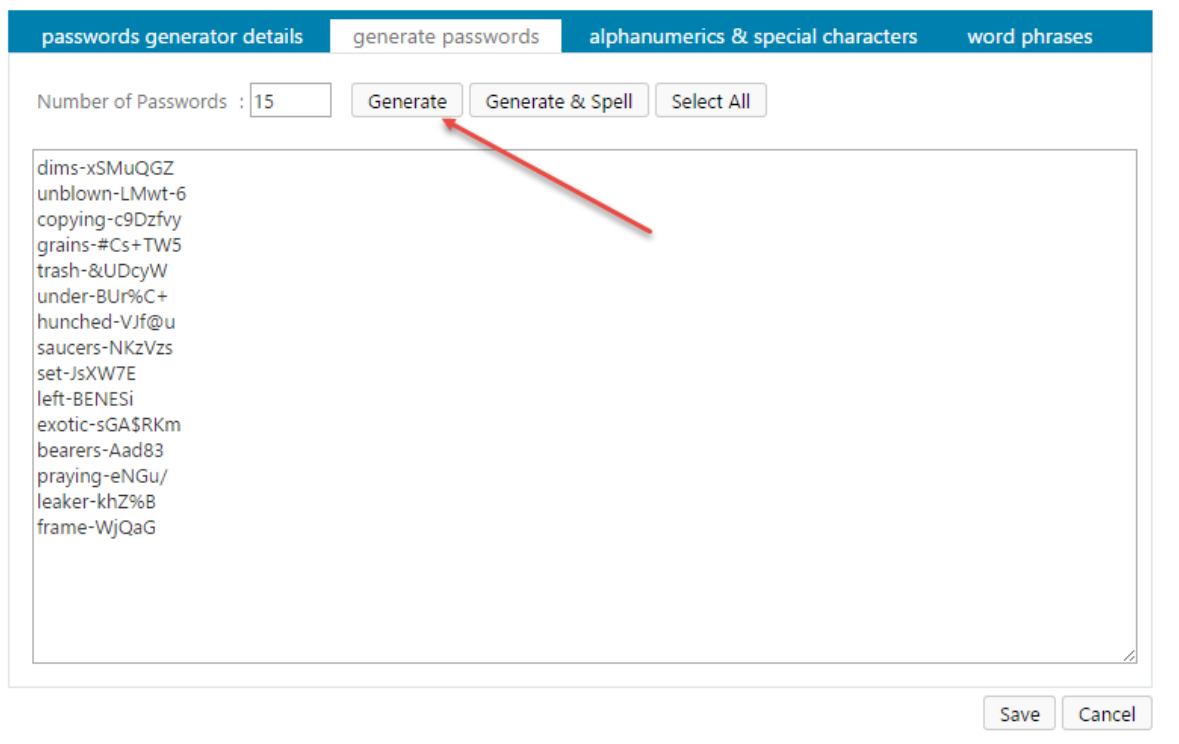 passwords generator details generate passwords alphanumerics & special characters word phrases
Number of Passwords : 15 Generate Generate & Spell Select All
dims-xSMuQGZ
unblown-LMwt-6
copying-c9Dzfvy
grains-#Cs+TW5
trash-&UDcyW
under-BUr%C+
hunched-VJf@u
saucers-NKzVzs
set-JsXW7E
left-BENESi
exotic-sGA$RKm
bearers-Aad83
praying-eNGu/
leaker-khZ%B
frame-WjQaG
Save Cancel